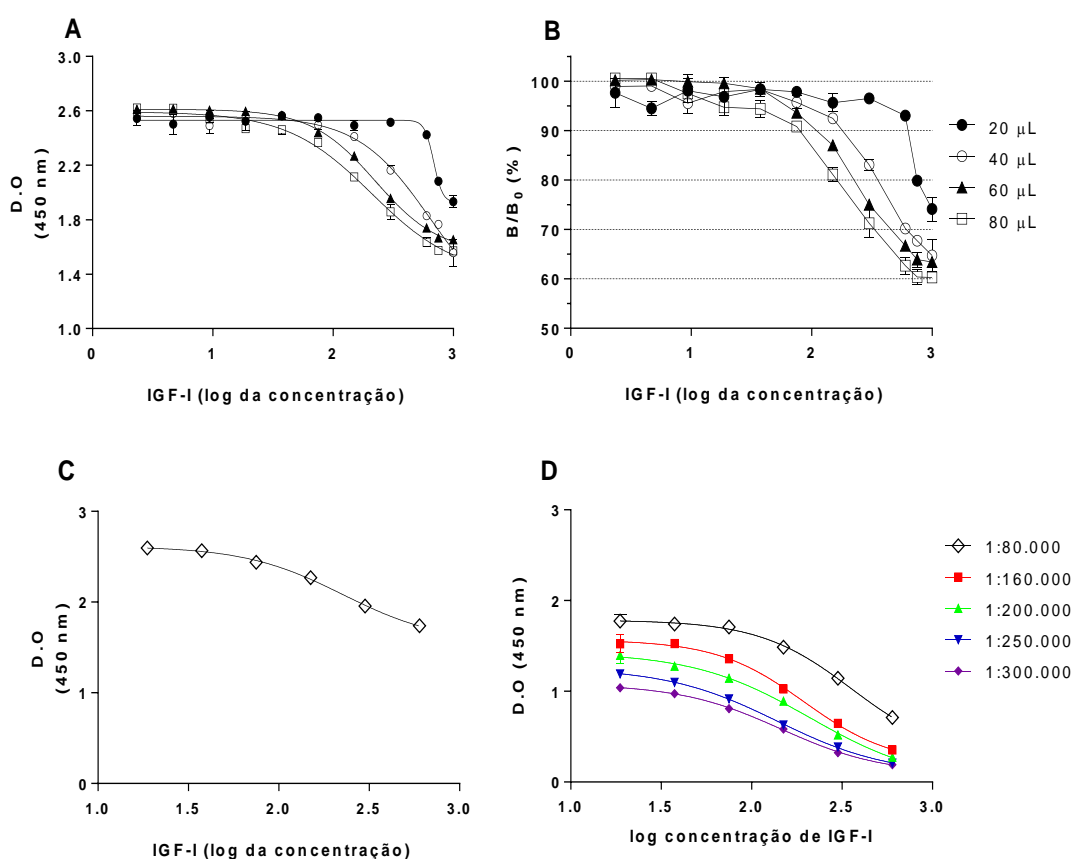 A
D.O
(450 nm)
3.0
2.6
2.2
1.8
1.4
1.0
0
1
2
3
IGF-I (log da concentração)
B
B/B0 (%)
100
90
80
70
60
50
0
1
2
3
IGF-I (log da concentração)
20 µL
40 µL
60 µL
80 µL
C
D.O
(450 nm)
3
2
1
0
1.0
1.5
2.0
2.5
3.0
IGF-I (log da concentração)
D
D.O (450 nm)
3
2
1
0
1.0
1.5
2.0
2.5
3.0
log concentração de IGF-I
1:80.000
1:160.000
1:200.000
1:250.000
1:300.000